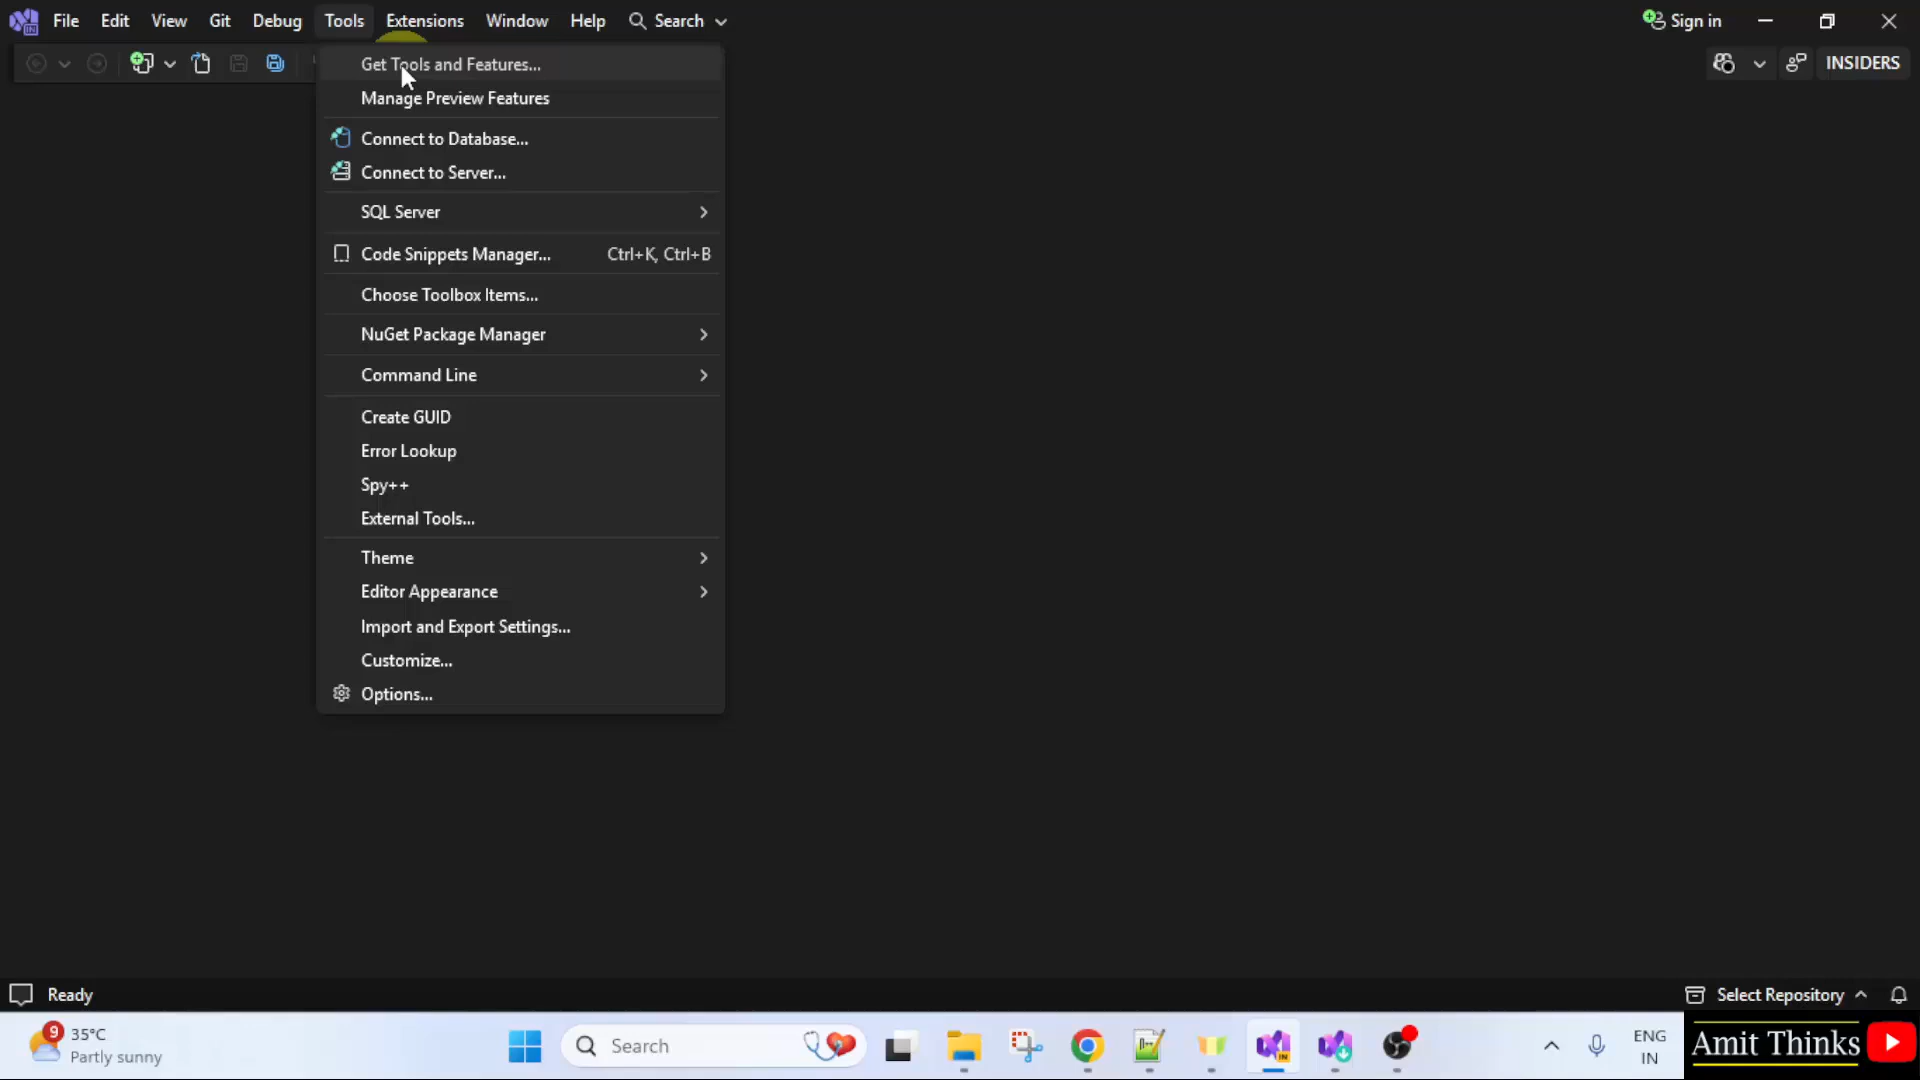 File Edit View Git Debug Tools Extensions Window Help Search Sign in
INSIDERS
Get Tools and Features...
Manage Preview Features
Connect to Database...
Connect to Server...
SQL Server
Code Snippets Manager... Ctrl+K, Ctrl+B
Choose Toolbox Items...
NuGet Package Manager
Command Line
Create GUID
Error Lookup
Spy++
External Tools...
Theme
Editor Appearance
Import and Export Settings...
Customize...
Options...
Ready Select Repository
9 35°C
Partly sunny
Search
ENG
IN
Amit Thinks